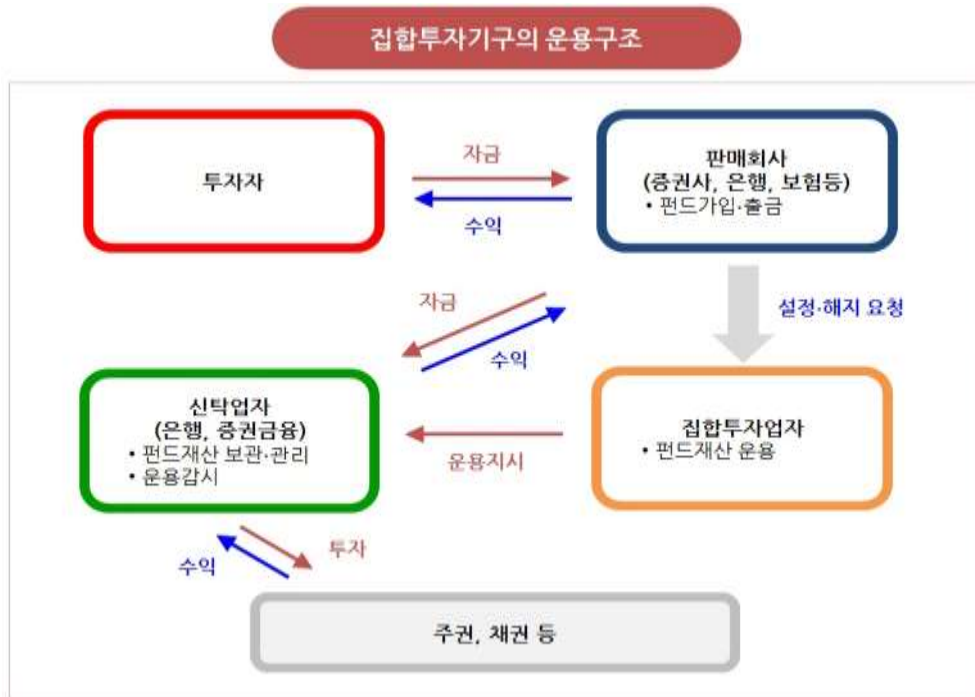 집합투자기구의 운용구조
투자자
자금
수익
판매회사
(증권사, 은행, 보험등)
• 펀드가입·출금
자금
수익
설정·해지 요청
신탁업자
(은행, 증권금융)
• 펀드재산 보관·관리
• 운용감시
운용지시
집합투자업자
• 펀드재산 운용
수익
투자
주권, 채권 등